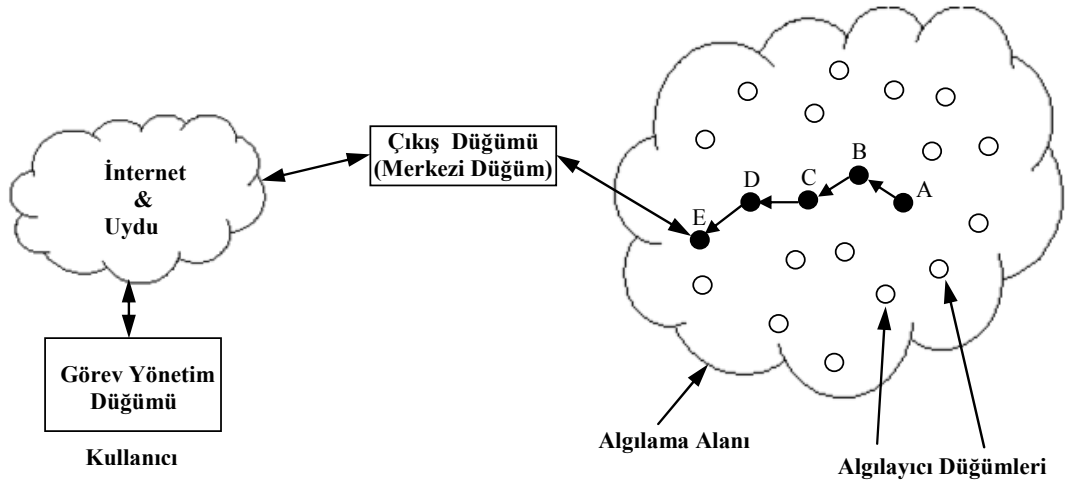 İnternet
&
Uydu
Çıkış Düğümü
(Merkezi Düğüm)
Görev Yönetim
Düğümü
Kullanıcı
E
D
C
B
A
Algılama Alanı
Algılayıcı Düğümleri